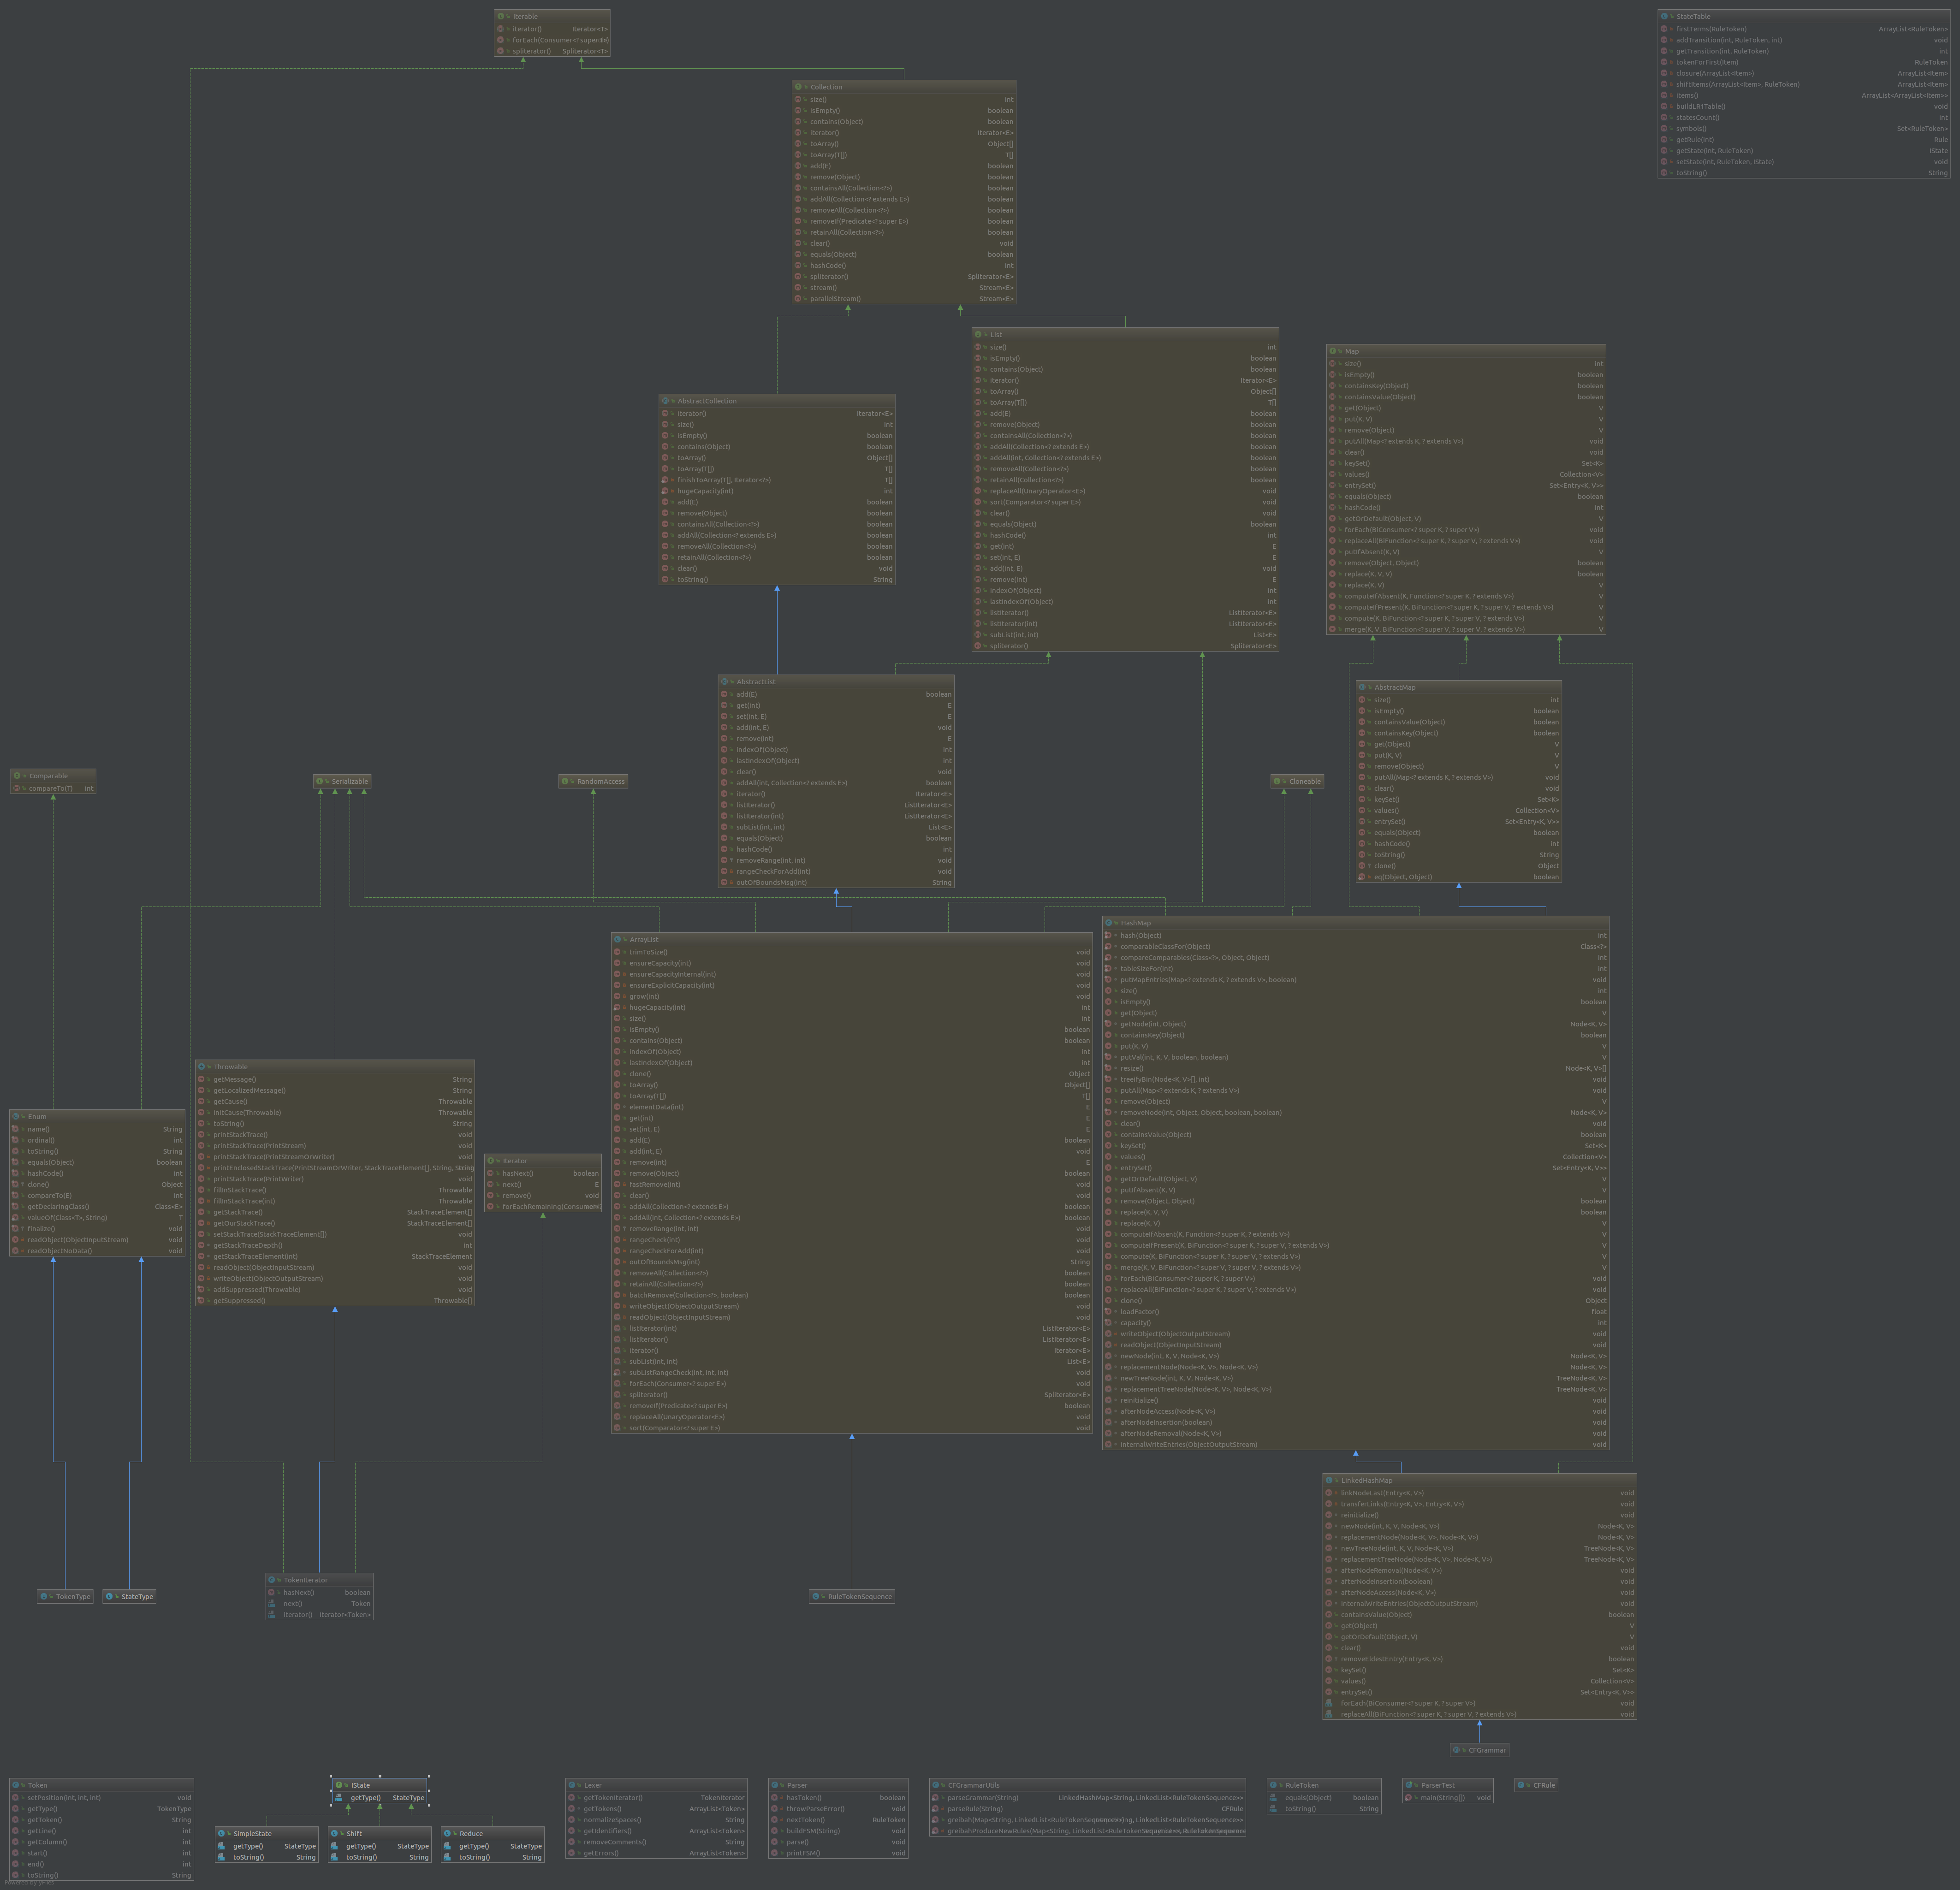 Iterable
iterator() Iterator<T>
forEach(Consumer<? super T>)
spliterator() Spliterator<T>
StateTable
firstTerms(RuleToken) ArrayList<RuleToken>
addTransition(int, RuleToken, int) void
getTransition(int, RuleToken) int
tokenForFirst(Item) RuleToken
closure(ArrayList<Item>) ArrayList<Item>
shiftItems(ArrayList<Item>, RuleToken) ArrayList<Item>
items() ArrayList<ArrayList<Item>>
buildLR1Table() void
statesCount() int
symbols() Set<RuleToken>
getRule(int) Rule
getState(int, RuleToken) IState
setState(int, RuleToken, IState) void
toString() String
Collection
size() int
isEmpty() boolean
contains(Object) boolean
iterator() Iterator<E>
toArray() Object[]
toArray(T[]) T[]
add(E) boolean
remove(Object) boolean
containsAll(Collection<?>) boolean
addAll(Collection<? extends E>) boolean
removeAll(Collection<?>) boolean
removeIf(Predicate<? super E>) boolean
retainAll(Collection<?>) boolean
clear() void
equals(Object) boolean
hashCode() int
spliterator() Spliterator<E>
stream() Stream<E>
parallelStream() Stream<E>
List
size() int
isEmpty() boolean
contains(Object) boolean
iterator() Iterator<E>
toArray() Object[]
toArray(T[]) T[]
add(E) boolean
remove(Object) boolean
containsAll(Collection<?>) boolean
addAll(Collection<? extends E>) boolean
addAll(int, Collection<? extends E>) boolean
removeAll(Collection<?>) boolean
retainAll(Collection<?>) boolean
replaceAll(UnaryOperator<E>) void
sort(Comparator<? super E>) void
clear() void
equals(Object) boolean
hashCode() int
get(int) E
set(int, E) E
add(int, E) void
remove(int) E
indexOf(Object) int
lastIndexOf(Object) int
listIterator() ListIterator<E>
listIterator(int) ListIterator<E>
subList(int, int) List<E>
spliterator() Spliterator<E>
Map
size() int
isEmpty() boolean
containsKey(Object) boolean
containsValue(Object) boolean
get(Object) V
put(K, V) V
remove(Object) V
putAll(Map<? extends K, ? extends V>) void
clear() void
keySet() Set<K>
values() Collection<V>
entrySet() Set<Entry<K, V>>
equals(Object) boolean
hashCode() int
getOrDefault(Object, V) V
forEach(BiConsumer<? super K, ? super V>) void
replaceAll(BiFunction<? super K, ? super V, ? extends V>) void
putIfAbsent(K, V) V
remove(Object, Object) boolean
replace(K, V, V) boolean
replace(K, V) V
computeIfAbsent(K, Function<? super K, ? extends V>) V
computeIfPresent(K, BiFunction<? super K, ? super V, ? extends V>) V
compute(K, BiFunction<? super K, ? super V, ? extends V>) V
merge(K, V, BiFunction<? super V, ? super V, ? extends V>) V
AbstractCollection
iterator() Iterator<E>
size() int
isEmpty() boolean
contains(Object) boolean
toArray() Object[]
toArray(T[]) T[]
finishToArray(T[], Iterator<?>) T[]
hugeCapacity(int) int
add(E) boolean
remove(Object) boolean
containsAll(Collection<?>) boolean
addAll(Collection<? extends E>) boolean
removeAll(Collection<?>) boolean
retainAll(Collection<?>) boolean
clear() void
toString() String
AbstractList
add(E) boolean
get(int) E
set(int, E) E
add(int, E) void
remove(int) E
indexOf(Object) int
lastIndexOf(Object) int
clear() void
addAll(int, Collection<? extends E>) boolean
iterator() Iterator<E>
listIterator() ListIterator<E>
listIterator(int) ListIterator<E>
subList(int, int) List<E>
equals(Object) boolean
hashCode() int
removeRange(int, int) void
rangeCheckForAdd(int) void
outOfBoundsMsg(int) String
AbstractMap
size() int
isEmpty() boolean
containsValue(Object) boolean
containsKey(Object) boolean
get(Object) V
put(K, V) V
remove(Object) V
putAll(Map<? extends K, ? extends V>) void
clear() void
keySet() Set<K>
values() Collection<V>
entrySet() Set<Entry<K, V>>
equals(Object) boolean
hashCode() int
toString() String
clone() Object
eq(Object, Object) boolean
Comparable
compareTo(T) int
Serializable
RandomAccess
Cloneable
ArrayList
trimToSize() void
ensureCapacity(int) void
ensureCapacityInternal(int) void
ensureExplicitCapacity(int) void
grow(int) void
hugeCapacity(int) int
size() int
isEmpty() boolean
contains(Object) boolean
indexOf(Object) int
lastIndexOf(Object) int
clone() Object
toArray() Object[]
toArray(T[]) T[]
elementData(int) E
get(int) E
set(int, E) E
add(E) boolean
add(int, E) void
remove(int) E
remove(Object) boolean
fastRemove(int) void
clear() void
addAll(Collection<? extends E>) boolean
addAll(int, Collection<? extends E>) boolean
removeRange(int, int) void
rangeCheck(int) void
rangeCheckForAdd(int) void
outOfBoundsMsg(int) String
removeAll(Collection<?>) boolean
retainAll(Collection<?>) boolean
batchRemove(Collection<?>, boolean) boolean
writeObject(ObjectOutputStream) void
readObject(ObjectInputStream) void
listIterator(int) ListIterator<E>
listIterator() ListIterator<E>
iterator() Iterator<E>
subList(int, int) List<E>
subListRangeCheck(int, int, int) void
forEach(Consumer<? super E>) void
spliterator() Spliterator<E>
removeIf(Predicate<? super E>) boolean
replaceAll(UnaryOperator<E>) void
sort(Comparator<? super E>) void
HashMap
hash(Object) int
comparableClassFor(Object) Class<?>
compareComparables(Class<?>, Object, Object) int
tableSizeFor(int) int
putMapEntries(Map<? extends K, ? extends V>, boolean) void
size() int
isEmpty() boolean
get(Object) V
getNode(int, Object) Node<K, V>
containsKey(Object) boolean
put(K, V) V
putVal(int, K, V, boolean, boolean) V
resize() Node<K, V>[]
treeifyBin(Node<K, V>[], int) void
putAll(Map<? extends K, ? extends V>) void
remove(Object) V
removeNode(int, Object, Object, boolean, boolean) Node<K, V>
clear() void
containsValue(Object) boolean
keySet() Set<K>
values() Collection<V>
entrySet() Set<Entry<K, V>>
getOrDefault(Object, V) V
putIfAbsent(K, V) V
remove(Object, Object) boolean
replace(K, V, V) boolean
replace(K, V) V
computeIfAbsent(K, Function<? super K, ? extends V>) V
computeIfPresent(K, BiFunction<? super K, ? super V, ? extends V>) V
compute(K, BiFunction<? super K, ? super V, ? extends V>) V
merge(K, V, BiFunction<? super V, ? super V, ? extends V>) V
forEach(BiConsumer<? super K, ? super V>) void
replaceAll(BiFunction<? super K, ? super V, ? extends V>) void
clone() Object
loadFactor() float
capacity() int
writeObject(ObjectOutputStream) void
readObject(ObjectInputStream) void
newNode(int, K, V, Node<K, V>) Node<K, V>
replacementNode(Node<K, V>, Node<K, V>) Node<K, V>
newTreeNode(int, K, V, Node<K, V>) TreeNode<K, V>
replacementTreeNode(Node<K, V>, Node<K, V>) TreeNode<K, V>
reinitialize() void
afterNodeAccess(Node<K, V>) void
afterNodeInsertion(boolean) void
afterNodeRemoval(Node<K, V>) void
internalWriteEntries(ObjectOutputStream) void
Throwable
getMessage() String
getLocalizedMessage() String
getCause() Throwable
initCause(Throwable) Throwable
toString() String
printStackTrace() void
printStackTrace(PrintStream) void
printStackTrace(PrintStreamOrWriter) void
printEnclosedStackTrace(PrintStreamOrWriter, StackTraceElement[], String, String
printStackTrace(PrintWriter) void
fillInStackTrace() Throwable
fillInStackTrace(int) Throwable
getStackTrace() StackTraceElement[]
getOurStackTrace() StackTraceElement[]
setStackTrace(StackTraceElement[]) void
getStackTraceDepth() int
getStackTraceElement(int) StackTraceElement
readObject(ObjectInputStream) void
writeObject(ObjectOutputStream) void
addSuppressed(Throwable) void
getSuppressed() Throwable[]
Enum
name() String
ordinal() int
toString() String
equals(Object) boolean
hashCode() int
clone() Object
compareTo(E) int
getDeclaringClass() Class<E>
valueOf(Class<T>, String) T
finalize() void
readObject(ObjectInputStream) void
readObjectNoData() void
Iterator
hasNext() boolean
next() E
remove() void
forEachRemaining(Consumer<
LinkedHashMap
linkNodeLast(Entry<K, V>) void
transferLinks(Entry<K, V>, Entry<K, V>) void
reinitialize() void
newNode(int, K, V, Node<K, V>) Node<K, V>
replacementNode(Node<K, V>, Node<K, V>) Node<K, V>
newTreeNode(int, K, V, Node<K, V>) TreeNode<K, V>
replacementTreeNode(Node<K, V>, Node<K, V>) TreeNode<K, V>
afterNodeRemoval(Node<K, V>) void
afterNodeInsertion(boolean) void
afterNodeAccess(Node<K, V>) void
internalWriteEntries(ObjectOutputStream) void
containsValue(Object) boolean
get(Object) V
getOrDefault(Object, V) V
clear() void
removeEldestEntry(Entry<K, V>) boolean
keySet() Set<K>
values() Collection<V>
entrySet() Set<Entry<K, V>>
forEach(BiConsumer<? super K, ? super V>) void
replaceAll(BiFunction<? super K, ? super V, ? extends V>) void
TokenType
StateType
TokenIterator
hasNext() boolean
next() Token
iterator() Iterator<Token>
RuleTokenSequence
CFGrammar
Token
setPosition(int, int, int) void
getType() TokenType
getToken() String
getLine() int
getColumn() int
start() int
end() int
toString() String
IState
getType() StateType
SimpleState
getType() StateType
toString() String
Shift
getType() StateType
toString() String
Reduce
getType() StateType
toString() String
Lexer
getTokenIterator() TokenIterator
getTokens() ArrayList<Token>
normalizeSpaces() String
getIdentifiers() ArrayList<Token>
removeComments() String
getErrors() ArrayList<Token>
Parser
hasToken() boolean
throwParseError() void
nextToken() RuleToken
buildFSM(String) void
parse() void
printFSM() void
CFGrammarUtils
parseGrammar(String) LinkedHashMap<String, LinkedList<RuleTokenSequence>>
parseRule(String) CFRule
greibah(Map<String, LinkedList<RuleTokenSequence>>
greibahProduceNewRules(Map<String, LinkedList<RuleTokenSequence>>
RuleToken
equals(Object) boolean
toString() String
ParserTest
main(String[]) void
CFRule
Powered by yFiles